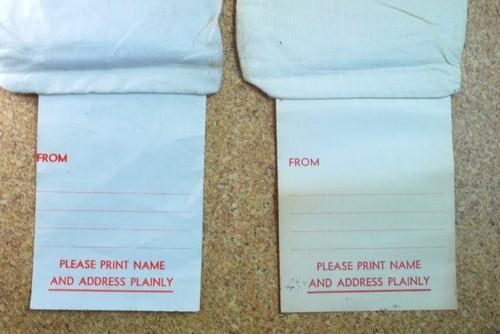 FROM
PLEASE PRINT NAME
AND ADDRESS PLAINLY
FROM
PLEASE PRINT NAME
AND ADDRESS PLAINLY